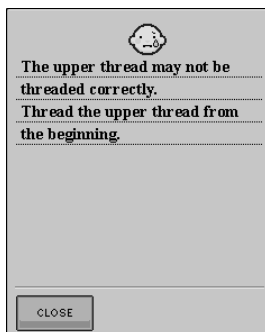 The upper thread may not be
threaded correctly.
Thread the upper thread from
the beginning.
CLOSE